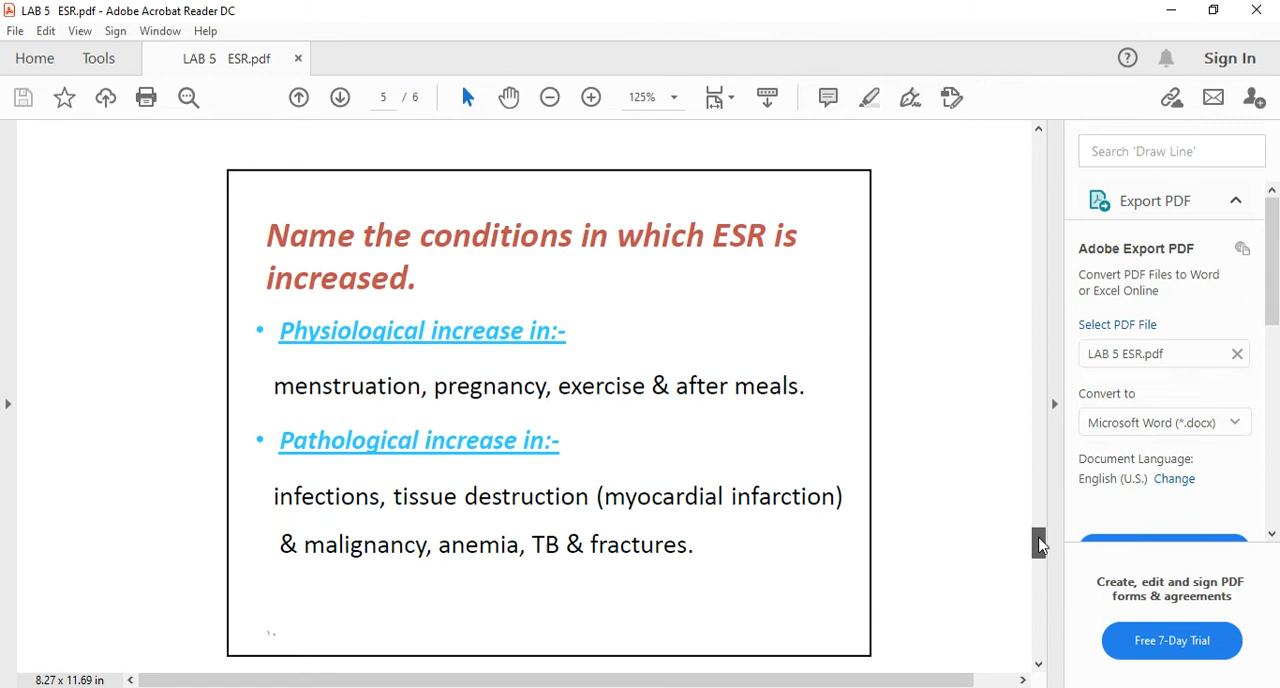 LAB 5 ESR.pdf - Adobe Acrobat Reader DC
File Edit View Sign Window Help
Home Tools LAB 5 ESR.pdf ×
Sign In
5 / 6 125%
Name the conditions in which ESR is
increased.
• Physiological increase in:-
menstruation, pregnancy, exercise & after meals.
• Pathological increase in:-
infections, tissue destruction (myocardial infarction)
& malignancy, anemia, TB & fractures.
١٠
8.27 x 11.69 in
Search 'Draw Line'
Export PDF
Adobe Export PDF
Convert PDF Files to Word
or Excel Online
Select PDF File
LAB 5 ESR.pdf
Convert to
Microsoft Word (*.docx)
Document Language:
English (U.S.) Change
Create, edit and sign PDF
forms & agreements
Free 7-Day Trial